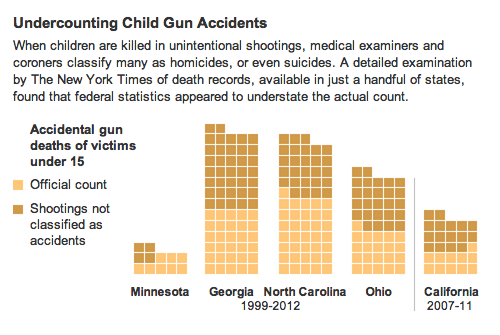 Undercounting Child Gun Accidents
When children are killed in unintentional shootings, medical examiners and
coroners classify many as homicides, or even suicides. A detailed examination
by The New York Times of death records, available in just a handful of states,
found that federal statistics appeared to understate the actual count.
Accidental gun
deaths of victims
under 15
Official count
Shootings not
classified as
accidents
Minnesota Georgia North Carolina Ohio California
1999-2012 2007-11